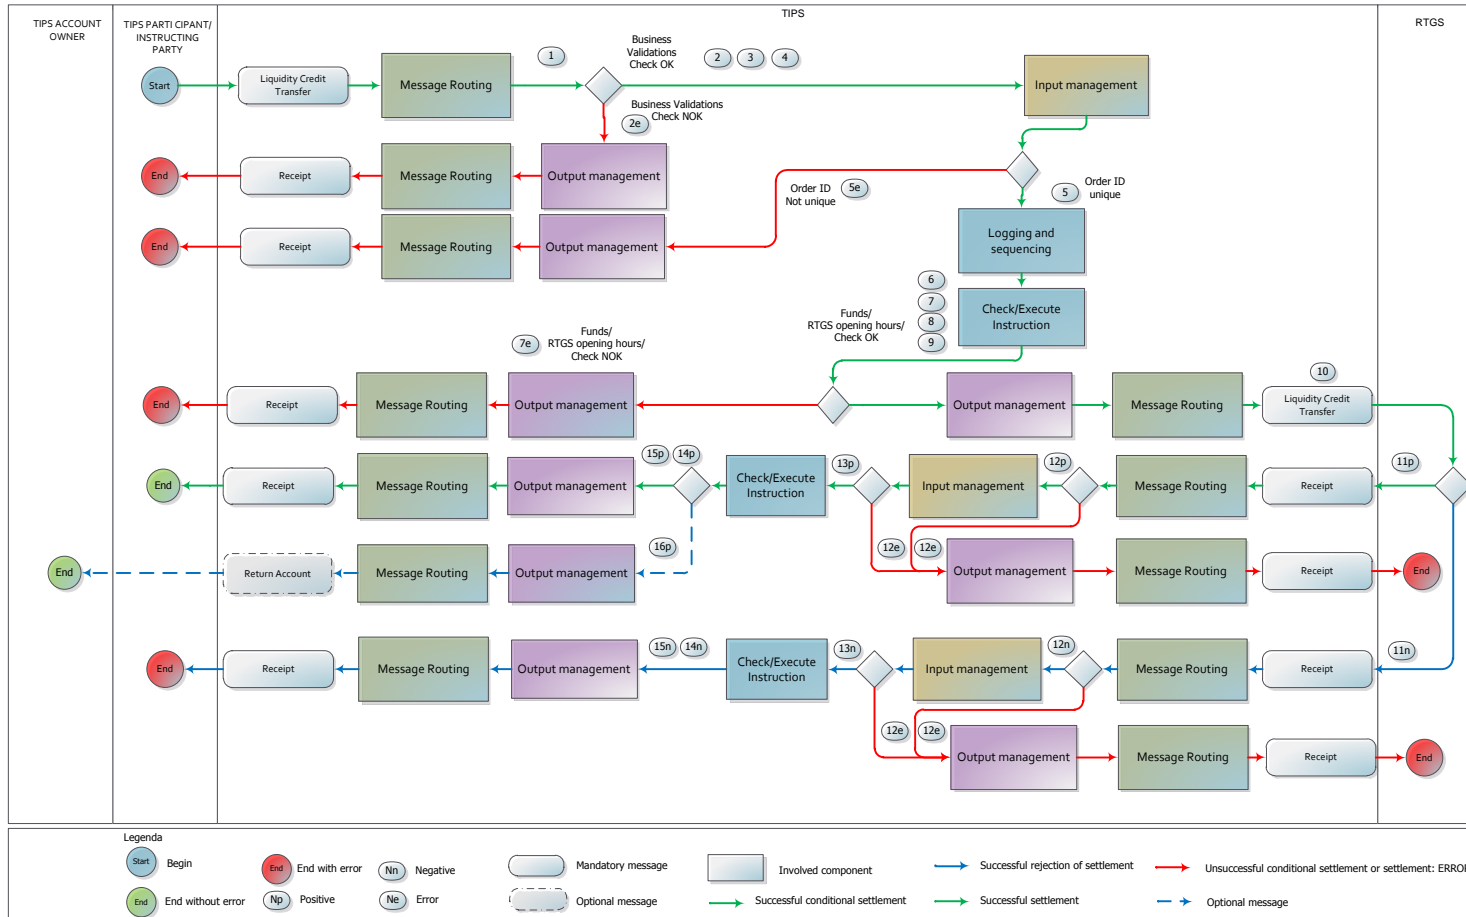 TIPS ACCOUNT
OWNER
TIPS PARTI CIPANT/
INSTRUCTING
PARTY
TIPS
RTGS
Start
Liquidity Credit
Transfer
Message Routing
1
Business
Validations
Check OK
2
3
4
Input management
Business Validations
Check NOK
2e
End
Receipt
Message Routing
Output management
Order ID
Not unique
5e
5
Order ID
unique
End
Receipt
Message Routing
Output management
Logging and
sequencing
6
7
8
9
Funds/
RTGS opening hours/
Check OK
Check/Execute
Instruction
7e
Funds/
RTGS opening hours/
Check NOK
End
Receipt
Message Routing
Output management
Output management
Message Routing
10
Liquidity Credit
Transfer
End
Receipt
Message Routing
Output management
15p
14p
Check/Execute
Instruction
13p
Input management
12p
Message Routing
Receipt
11p
End
Return Account
Message Routing
Output management
16p
12e
12e
Output management
Message Routing
Receipt
End
End
Receipt
Message Routing
Output management
15n
14n
Check/Execute
Instruction
13n
Input management
12n
Message Routing
Receipt
11n
12e
12e
Output management
Message Routing
Receipt
End
Legenda
Start
Begin
End
End with error
Nn
Negative
Mandatory message
Involved component
Successful rejection of settlement
Unsuccessful conditional settlement or settlement: ERROR
End
End without error
Np
Positive
Ne
Error
Optional message
Successful conditional settlement
Successful settlement
Optional message